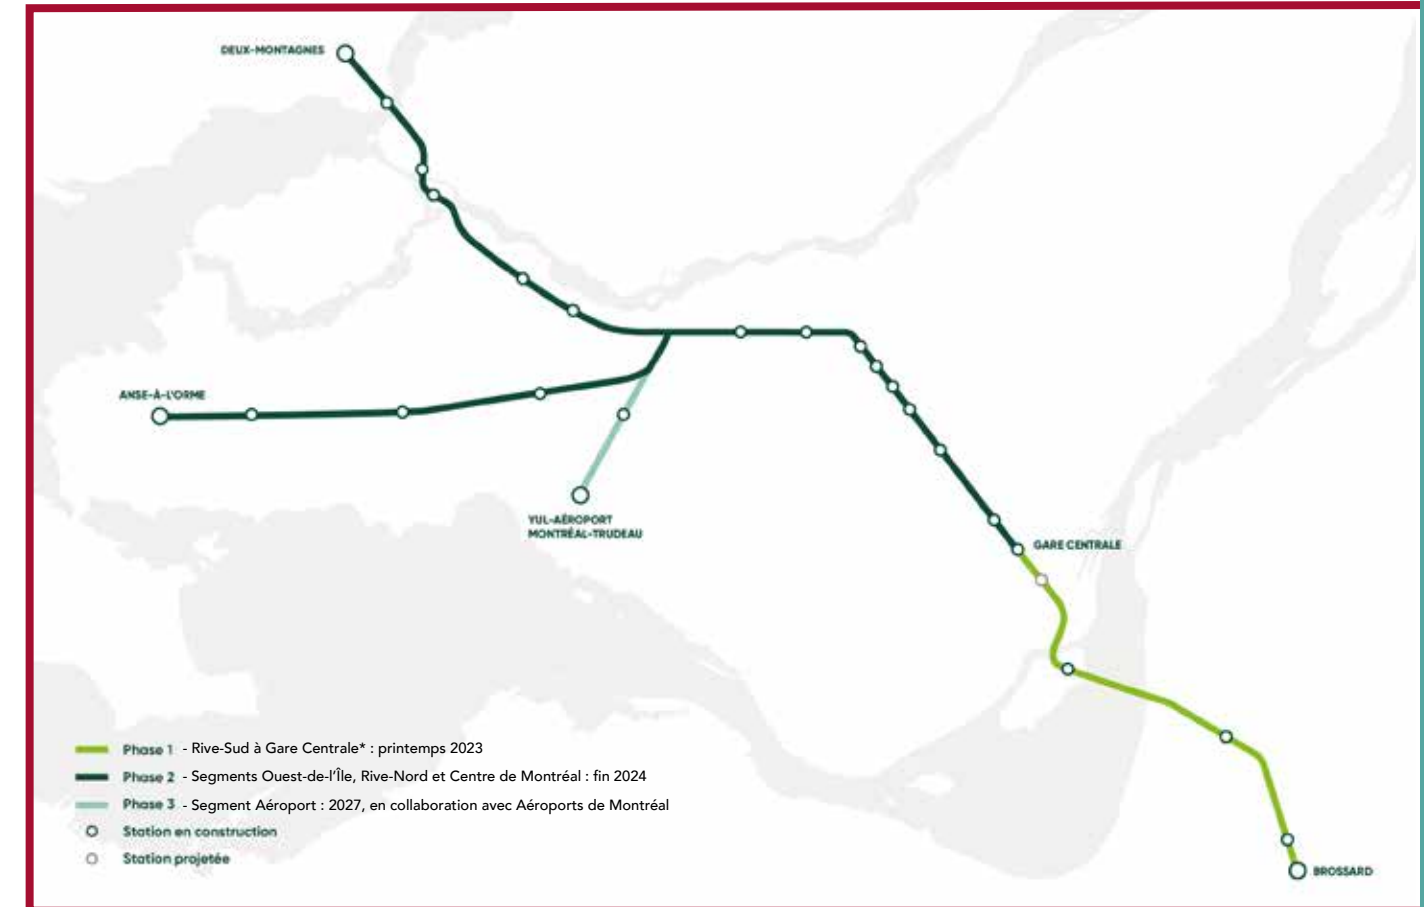 DEUX-MONTAGNES
ANSE-À-L'ORME
YUL-AÉROPORT
MONTRÉAL-TRUDEAU
GARE CENTRALE
Phase 1 - Rive-Sud à Gare Centrale* : printemps 2023
Phase 2 - Segments Ouest-de-l'Île, Rive-Nord et Centre de Montréal : fin 2024
Phase 3 - Segment Aéroport : 2027, en collaboration avec Aéroports de Montréal
Station en construction
Station projetée
BROSSARD